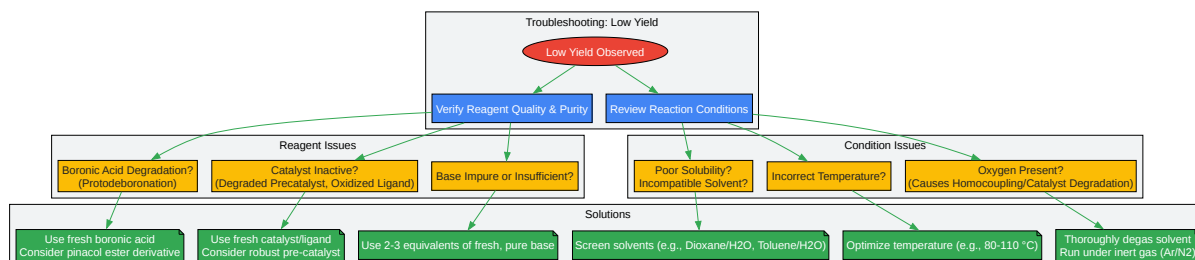 Troubleshooting: Low Yield
Low Yield Observed
Verify Reagent Quality & Purity
Review Reaction Conditions
Reagent Issues
Condition Issues
Boronic Acid Degradation?
(Protodeboronation)
Catalyst Inactive?
(Degraded Precatalyst, Oxidized Ligand)
Base Impure or Insufficient?
Poor Solubility?
Incompatible Solvent?
Incorrect Temperature?
Oxygen Present?
(Causes Homocoupling/Catalyst Degradation)
Solutions
Use fresh boronic acid
Consider pinacol ester derivative
Use fresh catalyst/ligand
Consider robust pre-catalyst
Use 2-3 equivalents of fresh, pure base
Screen solvents (e.g., Dioxane/H2O, Toluene/H2O)
Optimize temperature (e.g., 80-110 °C)
Thoroughly degas solvent
Run under inert gas (Ar/N2)